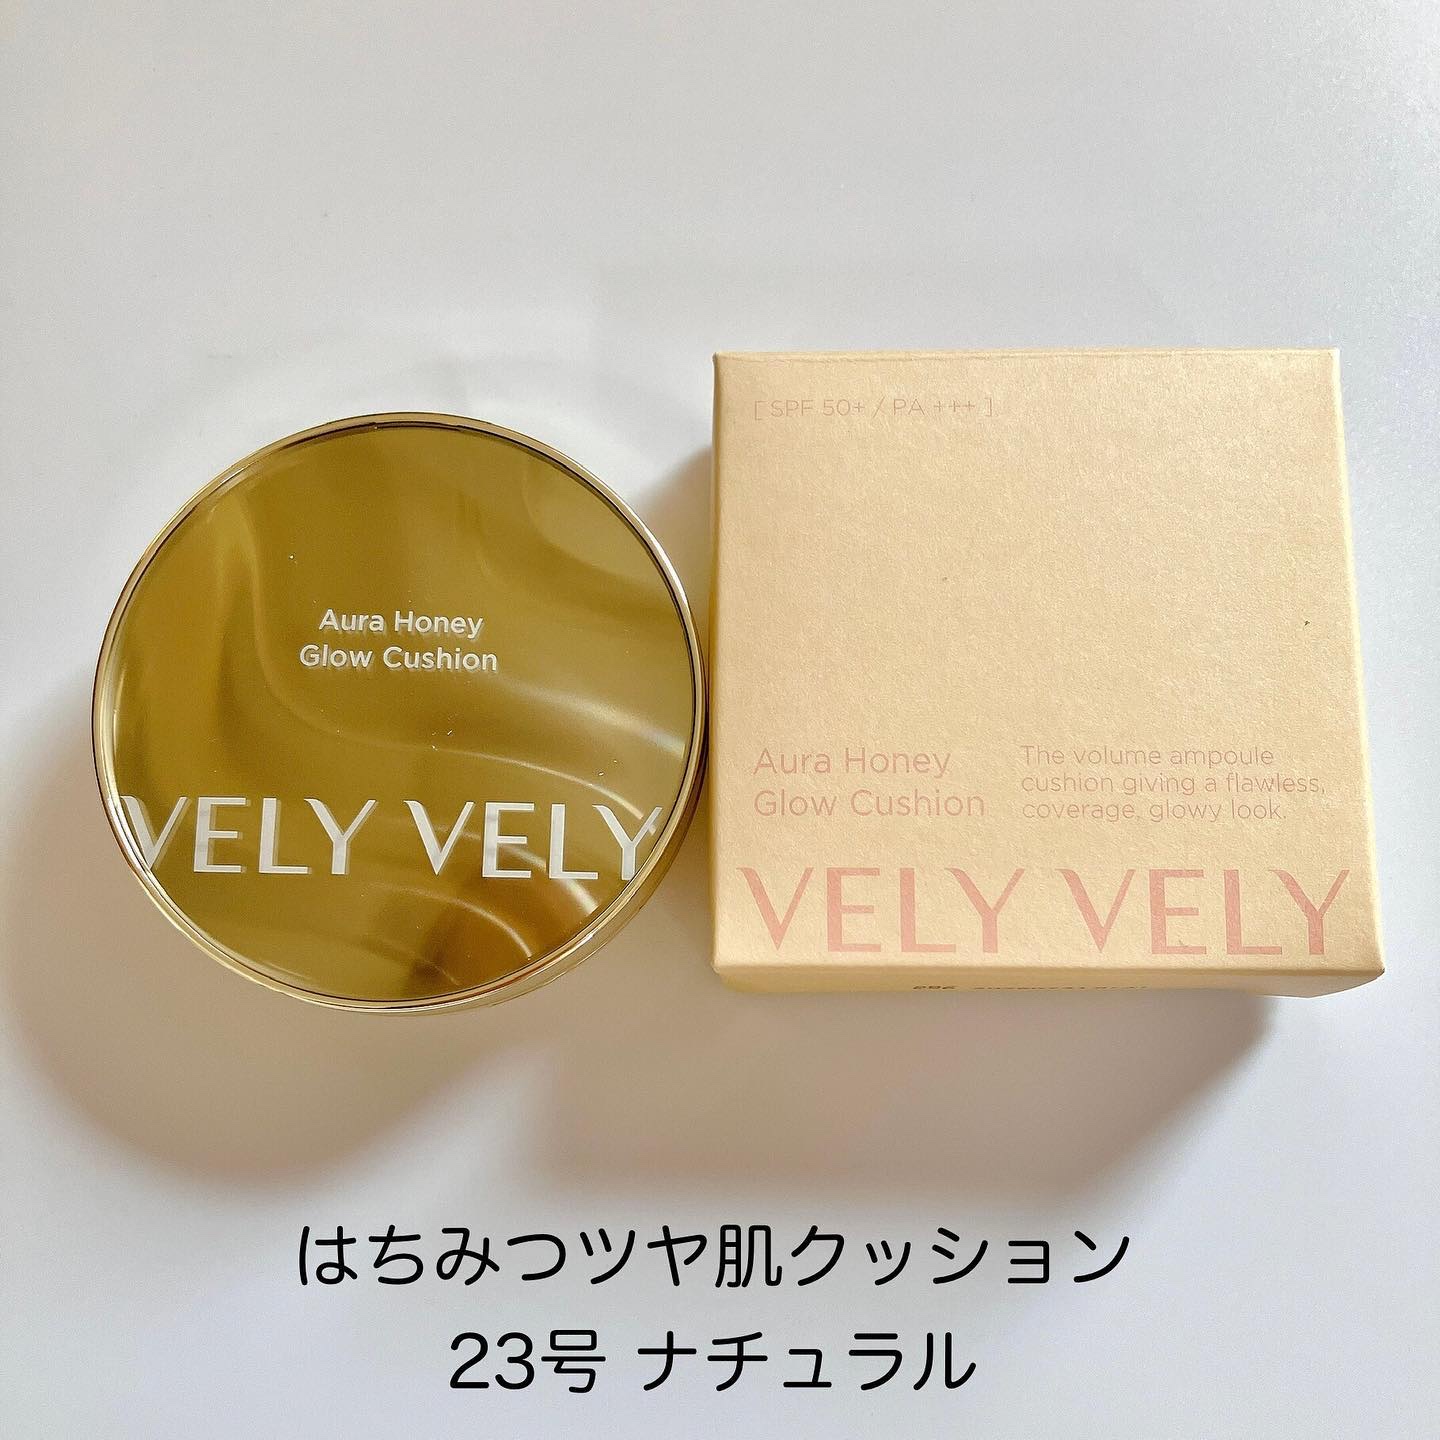 Aura Honey
Glow Cushion
VELY VELY
[ SPF 50+ / PA +++ ]
Aura Honey
Glow Cushion
The volume ampoule
cushion giving a flawless,
coverage, glowy look.
VELY VELY
はちみつツヤ肌クッション
23号 ナチュラル